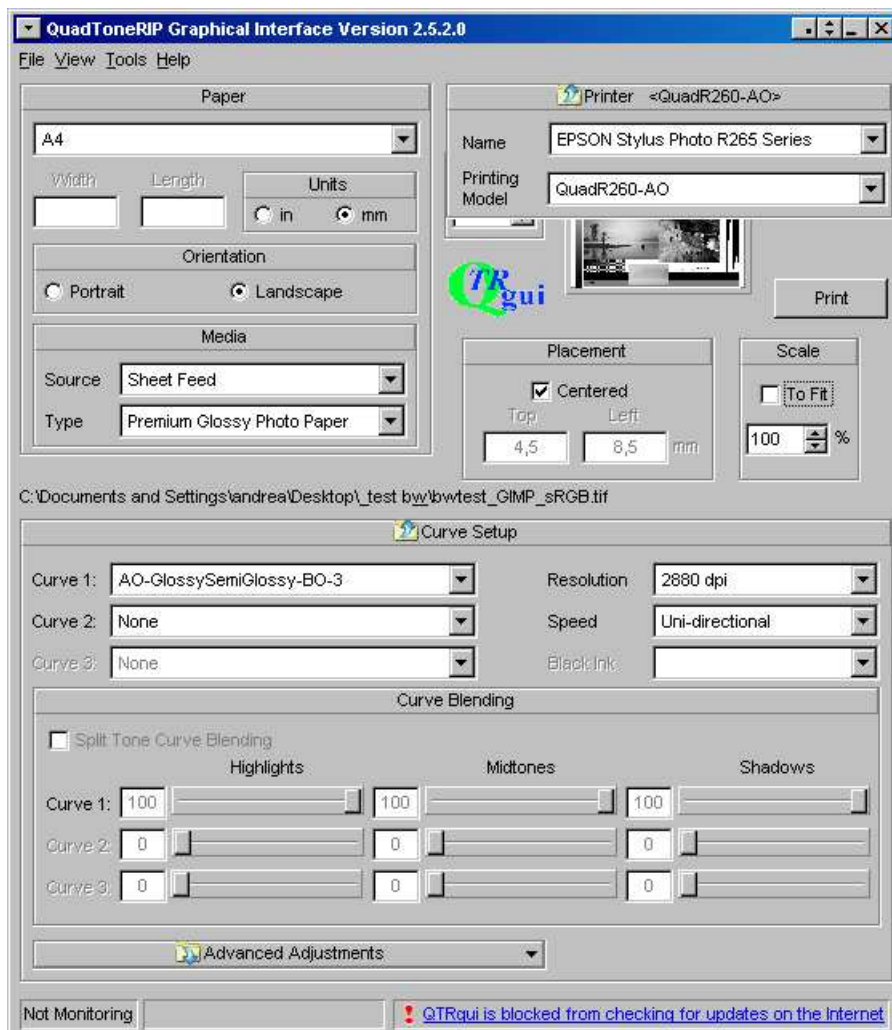 QuadToneRIP Graphical Interface Version 2.5.2.0
File View Tools Help
Paper
A4
Width Length
Units
in mm
Orientation
Portrait Landscape
Media
Source Sheet Feed
Type Premium Glossy Photo Paper
Printer <QuadR260-AO>
Name EPSON Stylus Photo R265 Series
Printing
Model QuadR260-AO
QTR
gui
Print
Placement
Centered
Top Left
4,5 8,5 mm
Scale
To Fit
100 %
C:\Documents and Settings\andrea\Desktop\_test bw\bwtest_GIMP_sRGB.tif
Curve Setup
Curve 1: AO-GlossySemiGlossy-BO-3 Resolution 2880 dpi
Curve 2: None Speed Uni-directional
Curve 3: None Black Ink
Curve Blending
Split Tone Curve Blending
Highlights Midtones Shadows
Curve 1: 100 100 100
Curve 2: 0 0 0
Curve 3: 0 0 0
Advanced Adjustments
Not Monitoring ! QTRgui is blocked from checking for updates on the Internet